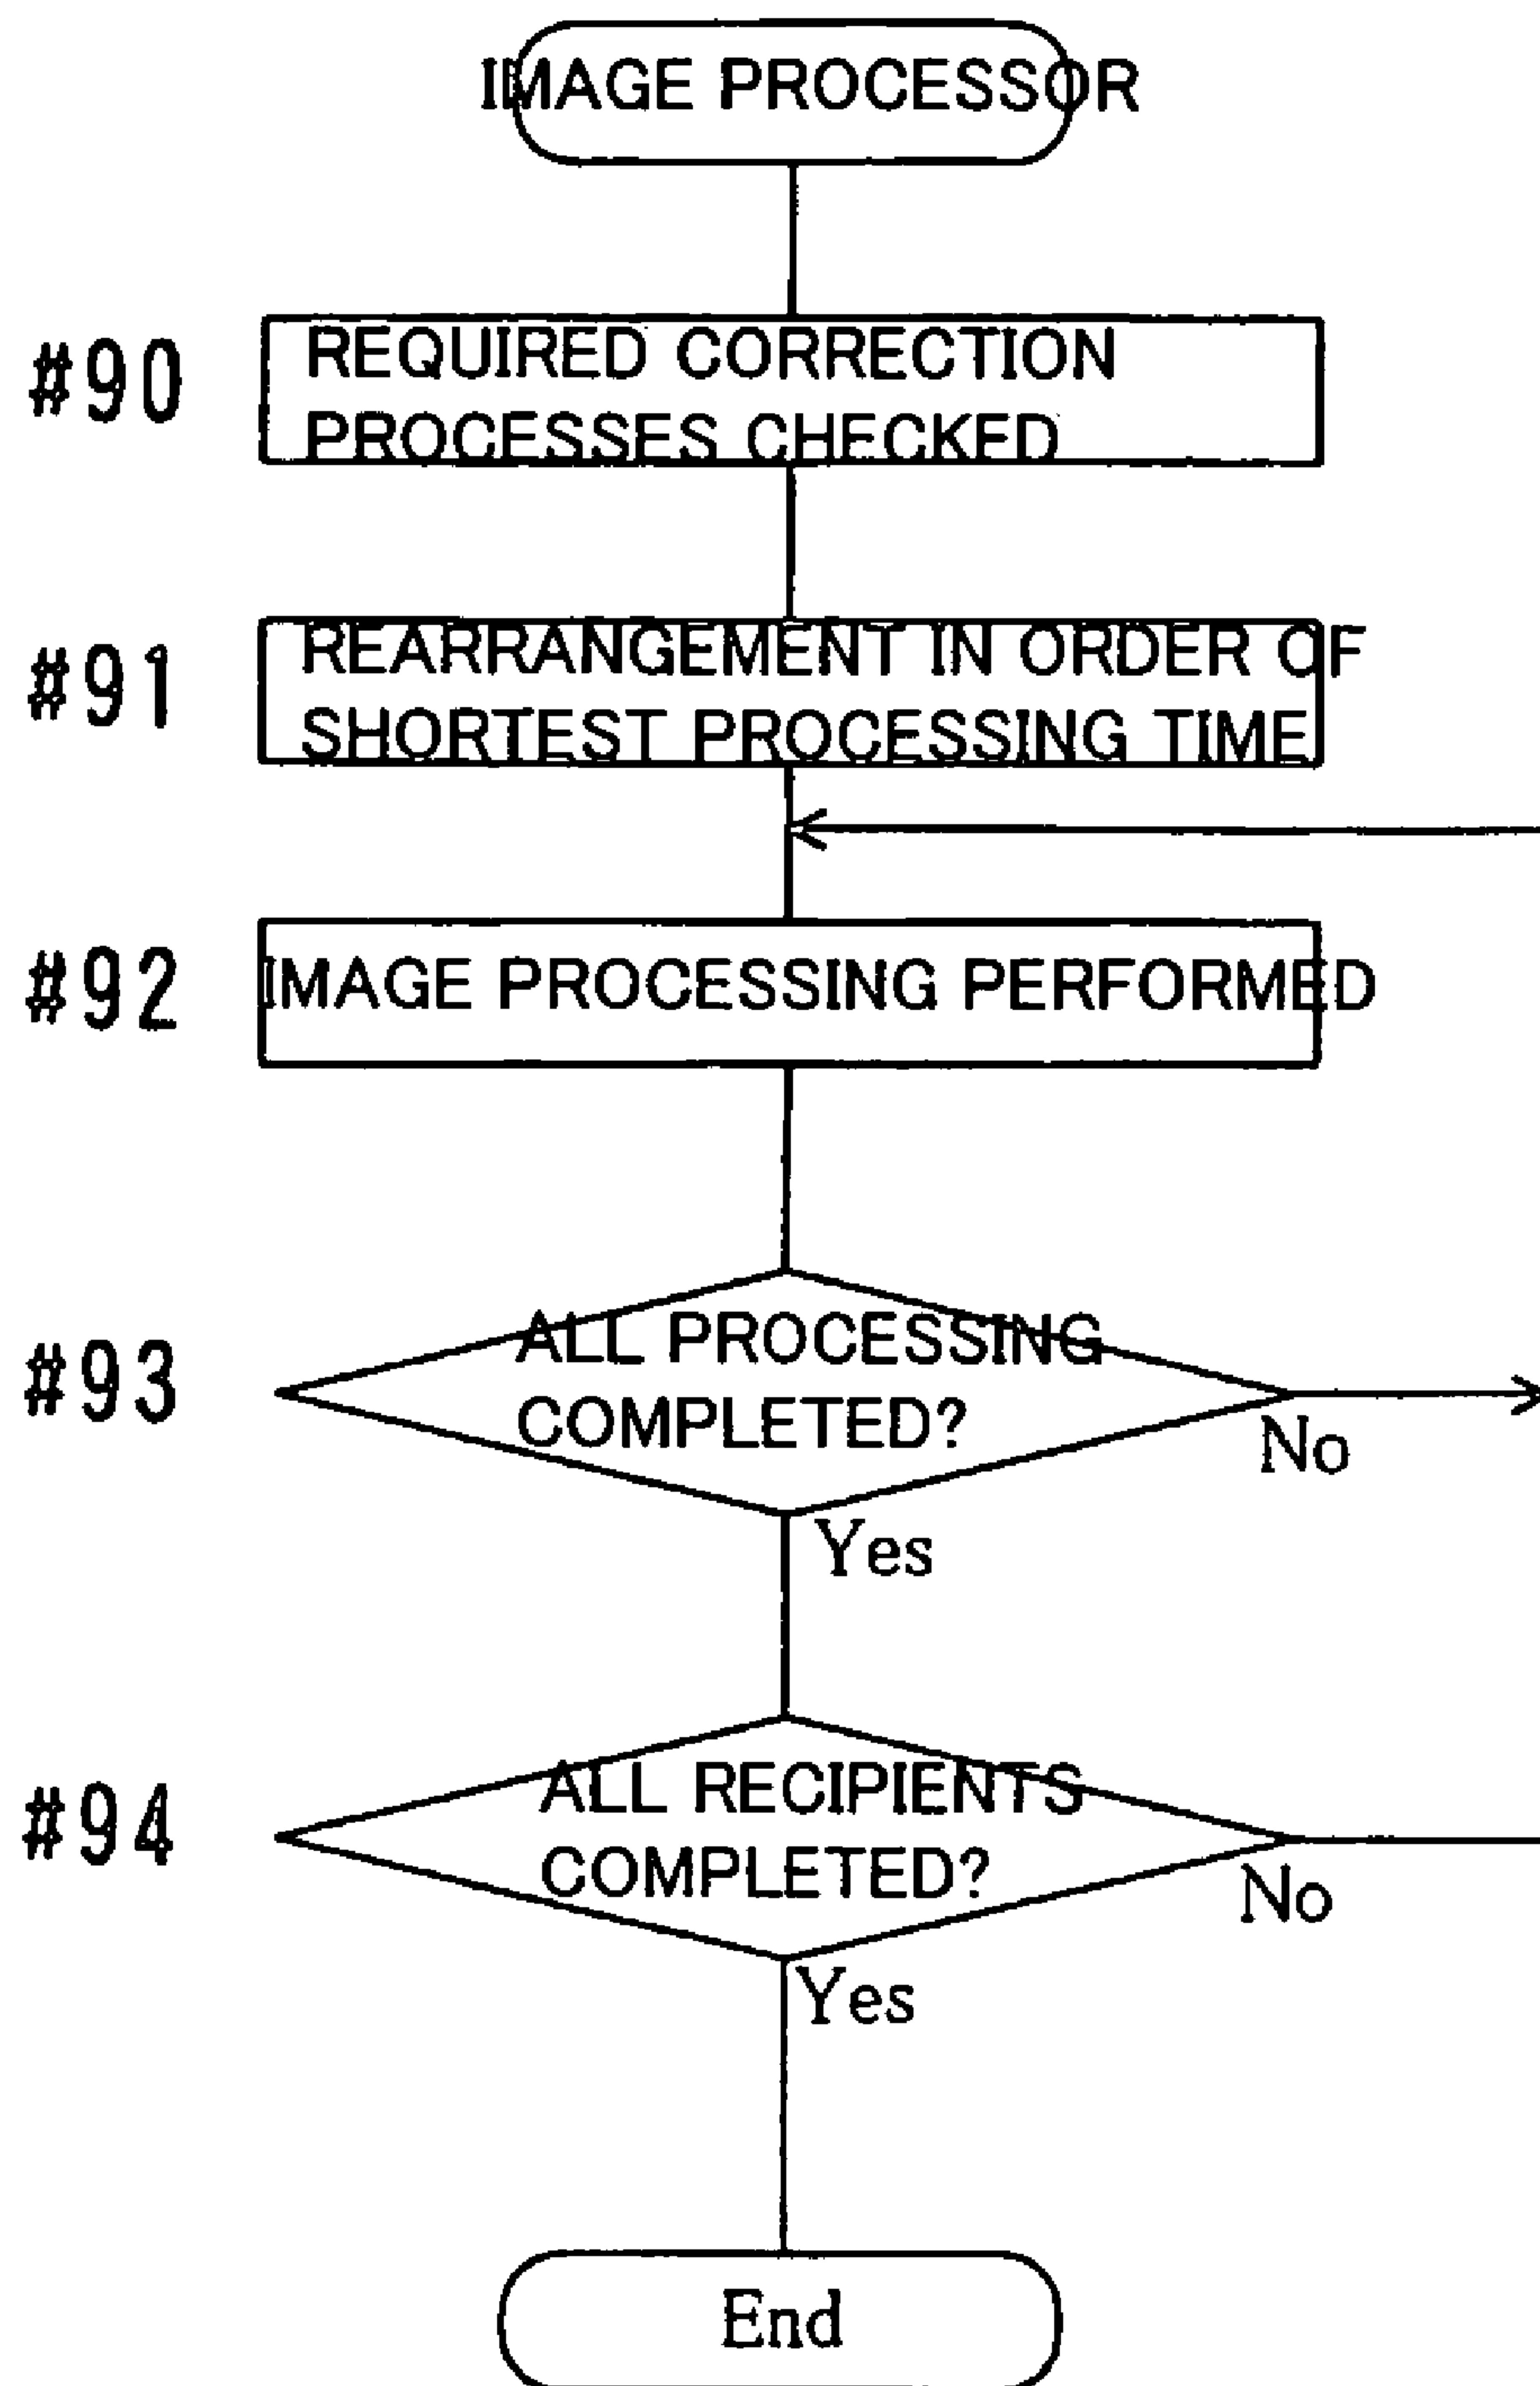 IMAGE PROCESSOR
#90
REQUIRED CORRECTION
PROCESSES CHECKED
#91
REARRANGEMENT IN ORDER OF
SHORTEST PROCESSING TIME
#92
IMAGE PROCESSING PERFORMED
#93
ALL PROCESSING
COMPLETED?
No
Yes
#94
ALL RECIPIENTS
COMPLETED?
No
Yes
End